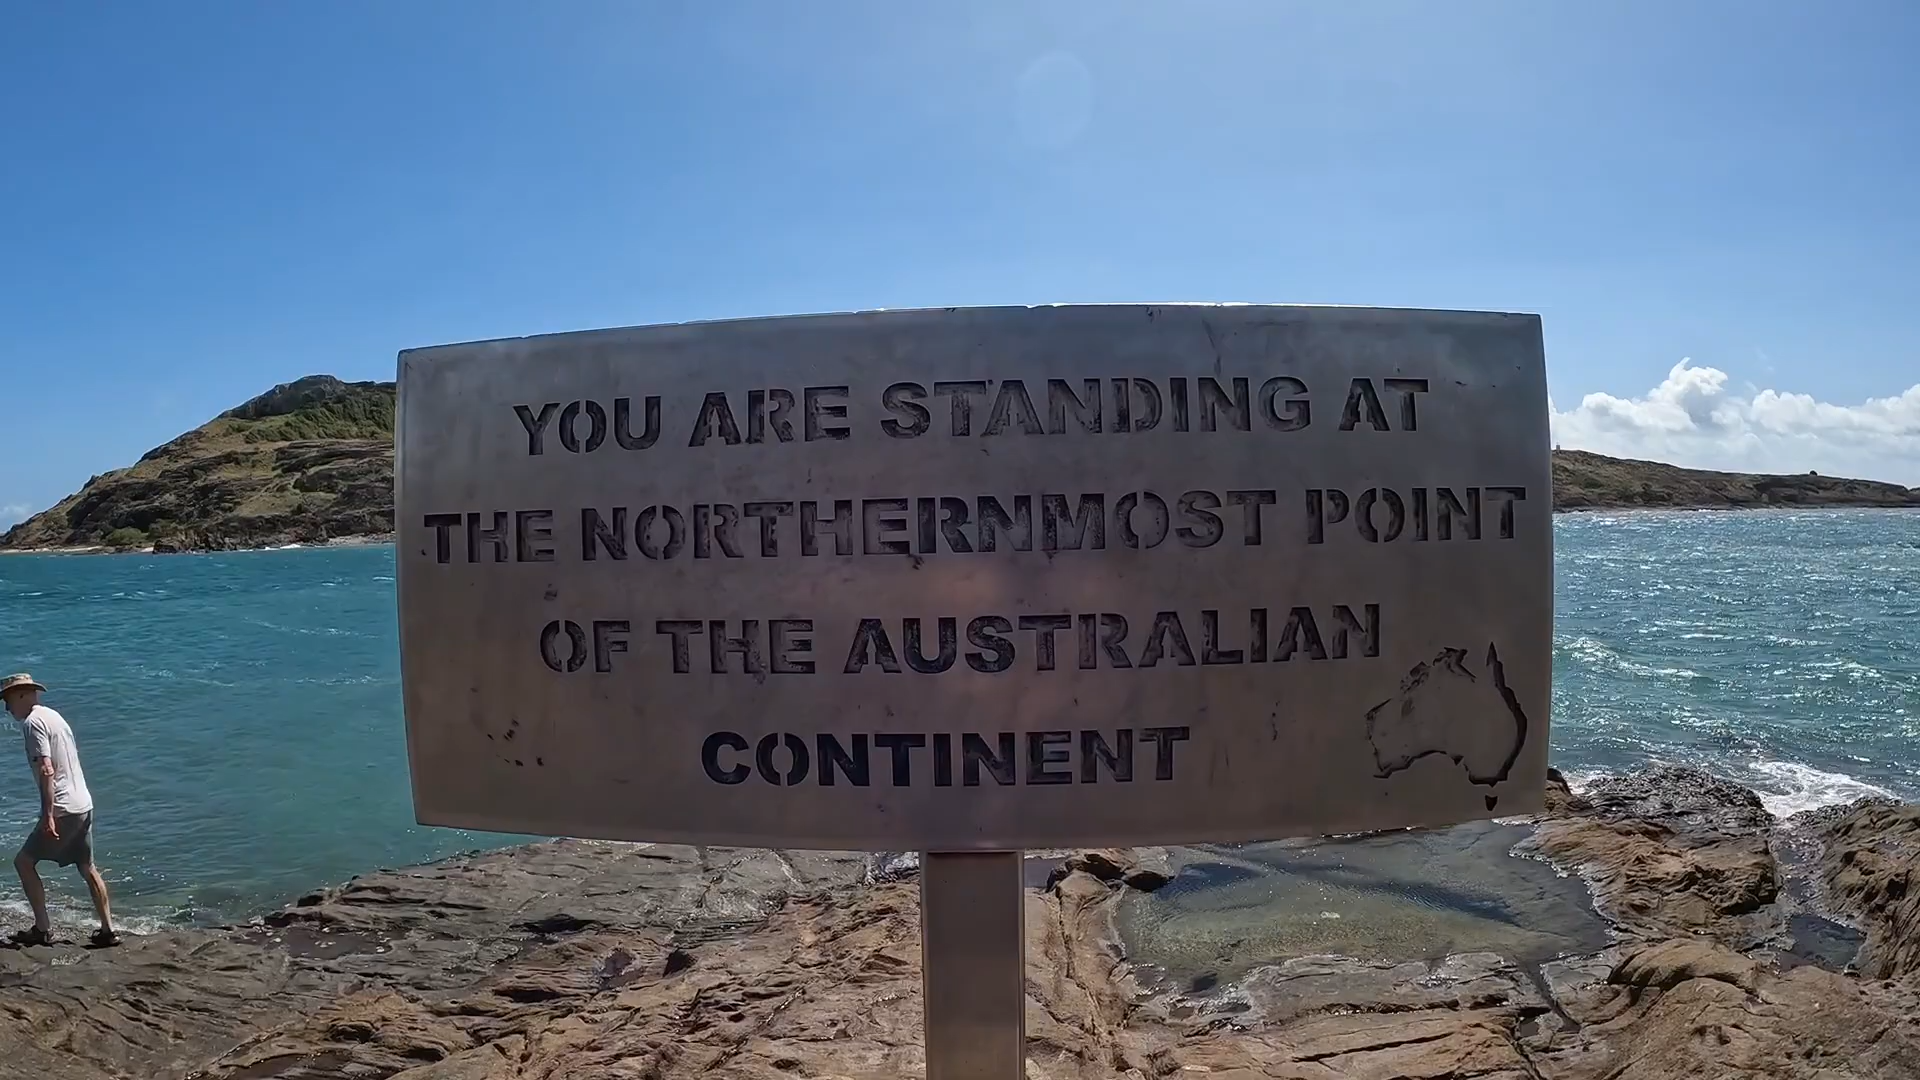 YOU ARE STANDING AT
THE NORTHERNMOST POINT
OF THE AUSTRALIAN
CONTINENT